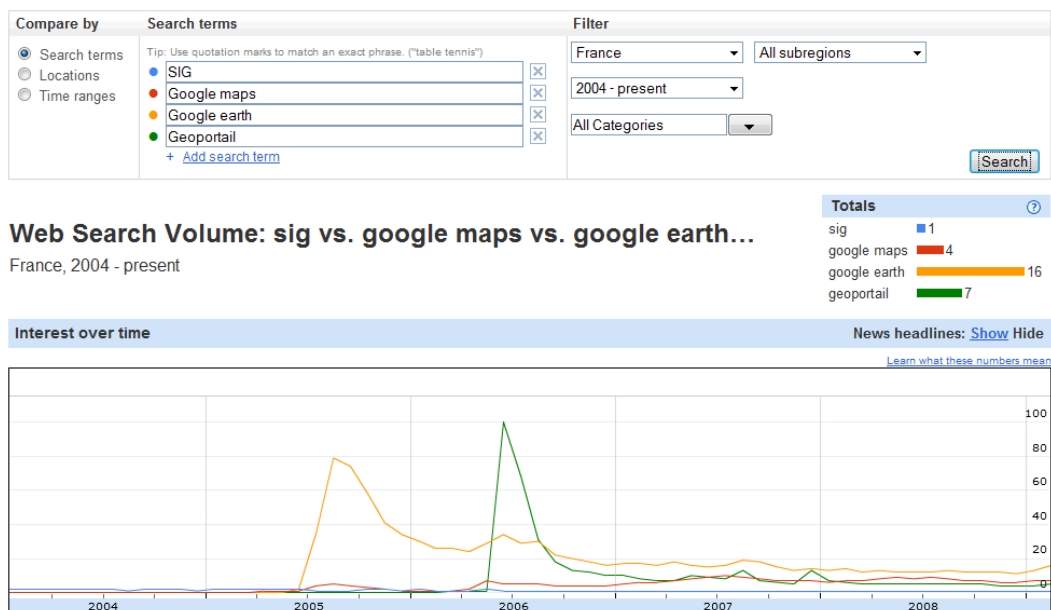 Compare by
Search terms
Filter
Search terms
Locations
Time ranges
Tip: Use quotation marks to match an exact phrase. ("table tennis")
SIG
Google maps
Google earth
Geoportail
+ Add search term
France
All subregions
2004 - present
All Categories
Search
Web Search Volume: sig vs. google maps vs. google earth...
France, 2004 - present
Totals
sig 1
google maps 4
google earth 16
geoportail 7
Interest over time
News headlines: Show Hide
Learn what these numbers mean
100
80
60
40
20
0
2004 2005 2006 2007 2008